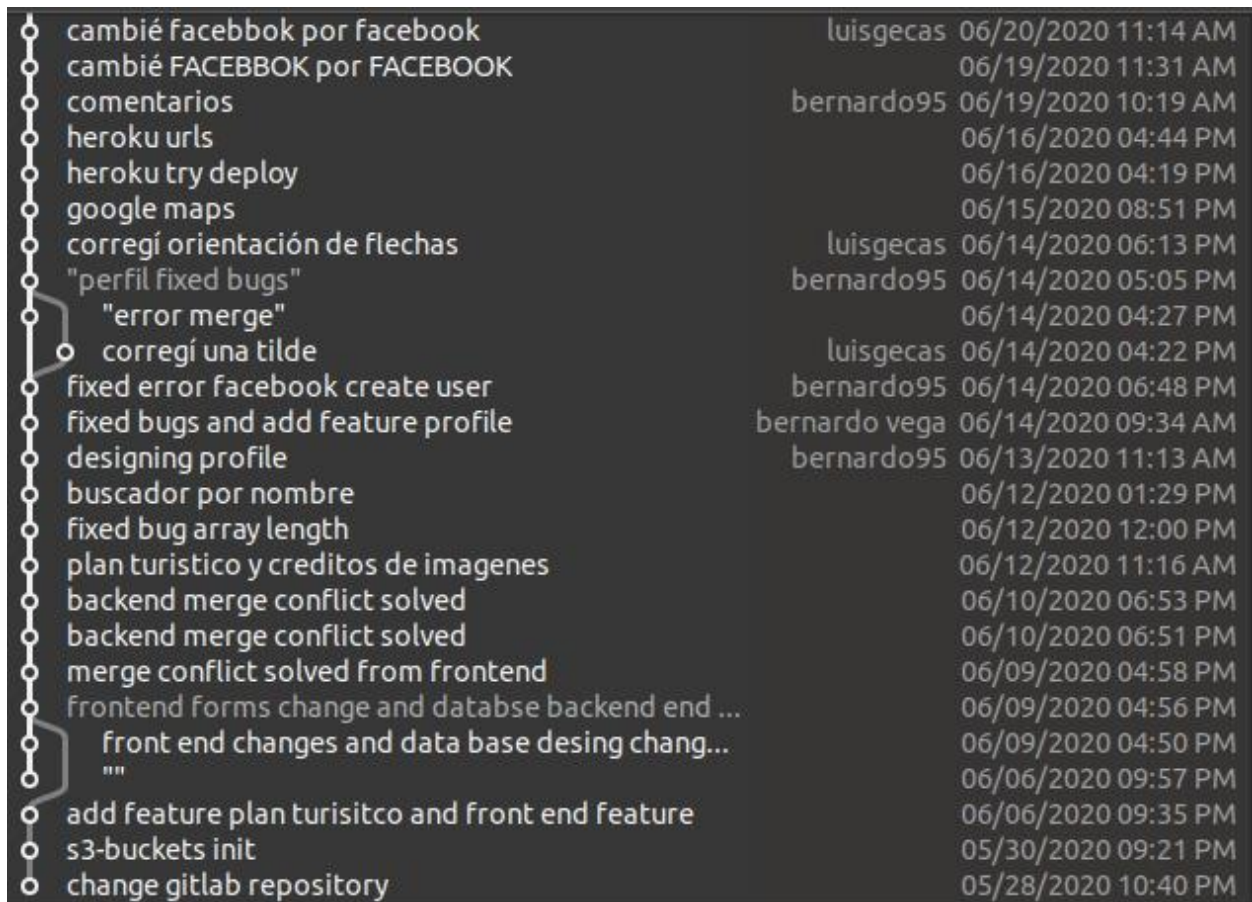 cambié facebbok por facebook luisgecas 06/20/2020 11:14 AM
cambié FACEBBOK por FACEBOOK 06/19/2020 11:31 AM
comentarios bernardo95 06/19/2020 10:19 AM
heroku urls 06/16/2020 04:44 PM
heroku try deploy 06/16/2020 04:19 PM
google maps 06/15/2020 08:51 PM
corregí orientación de flechas luisgecas 06/14/2020 06:13 PM
"perfil fixed bugs" bernardo95 06/14/2020 05:05 PM
"error merge" 06/14/2020 04:27 PM
corregí una tilde luisgecas 06/14/2020 04:22 PM
fixed error facebook create user bernardo95 06/14/2020 06:48 PM
fixed bugs and add feature profile bernardo vega 06/14/2020 09:34 AM
designing profile bernardo95 06/13/2020 11:13 AM
buscador por nombre 06/12/2020 01:29 PM
fixed bug array length 06/12/2020 12:00 PM
plan turistico y creditos de imagenes 06/12/2020 11:16 AM
backend merge conflict solved 06/10/2020 06:53 PM
backend merge conflict solved 06/10/2020 06:51 PM
merge conflict solved from frontend 06/09/2020 04:58 PM
frontend forms change and databse backend end ... 06/09/2020 04:56 PM
front end changes and data base desing chang... 06/09/2020 04:50 PM
"" 06/06/2020 09:57 PM
add feature plan turisitco and front end feature 06/06/2020 09:35 PM
s3-buckets init 05/30/2020 09:21 PM
change gitlab repository 05/28/2020 10:40 PM